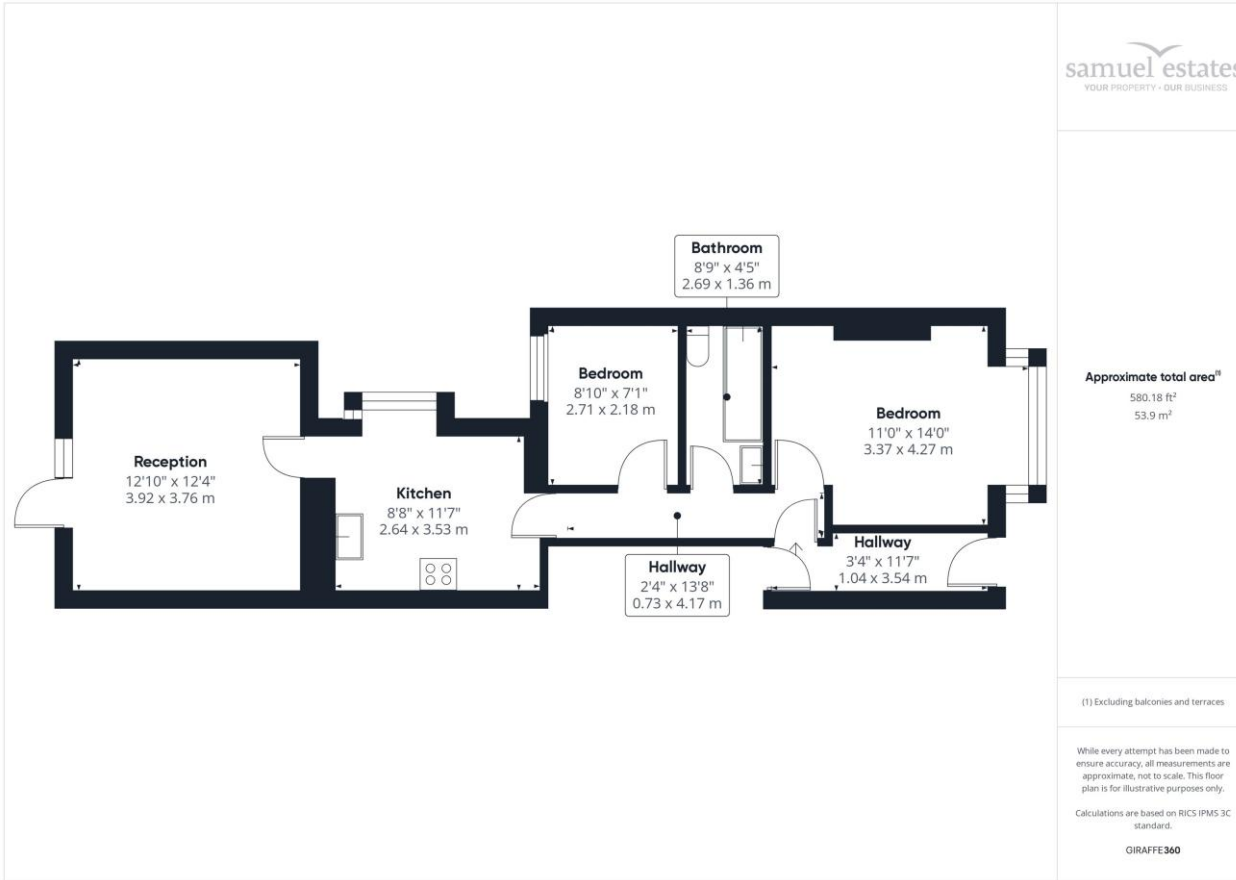 samuel estates
YOUR PROPERTY • OUR BUSINESS
Bathroom
8'9" x 4'5"
2.69 x 1.36 m
Bedroom
8'10" x 7'1"
2.71 x 2.18 m
Bedroom
11'0" x 14'0"
3.37 x 4.27 m
Reception
12'10" x 12'4"
3.92 x 3.76 m
Kitchen
8'8" x 11'7"
2.64 x 3.53 m
Hallway
2'4" x 13'8"
0.73 x 4.17 m
Hallway
3'4" x 11'7"
1.04 x 3.54 m
Approximate total area(1)
580.18 ft²
53.9 m²
(1) Excluding balconies and terraces
While every attempt has been made to
ensure accuracy, all measurements are
approximate, not to scale. This floor
plan is for illustrative purposes only.
Calculations are based on RICS IPMS 3C
standard.
GIRAFFE360